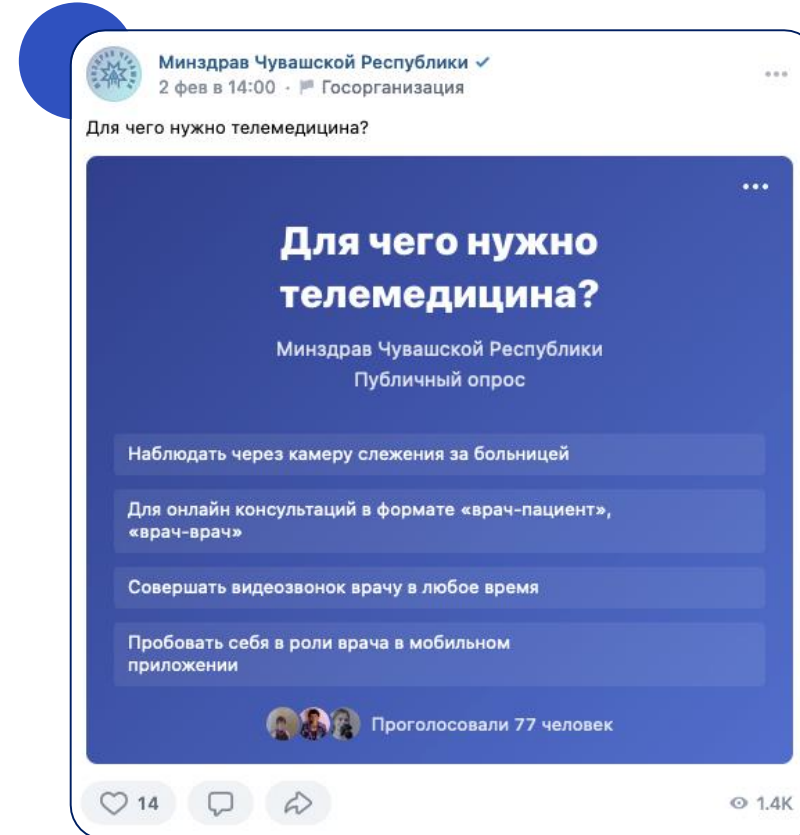 Минздрав Чувашской Республики
2 фев в 14:00 · Госорганизация
Для чего нужно телемедицина?
Для чего нужно
телемедицина?
Минздрав Чувашской Республики
Публичный опрос
Наблюдать через камеру слежения за больницей
Для онлайн консультаций в формате «врач-пациент»,
«врач-врач»
Совершать видеозвонок врачу в любое время
Пробовать себя в роли врача в мобильном
приложении
Проголосовали 77 человек
14
1.4K